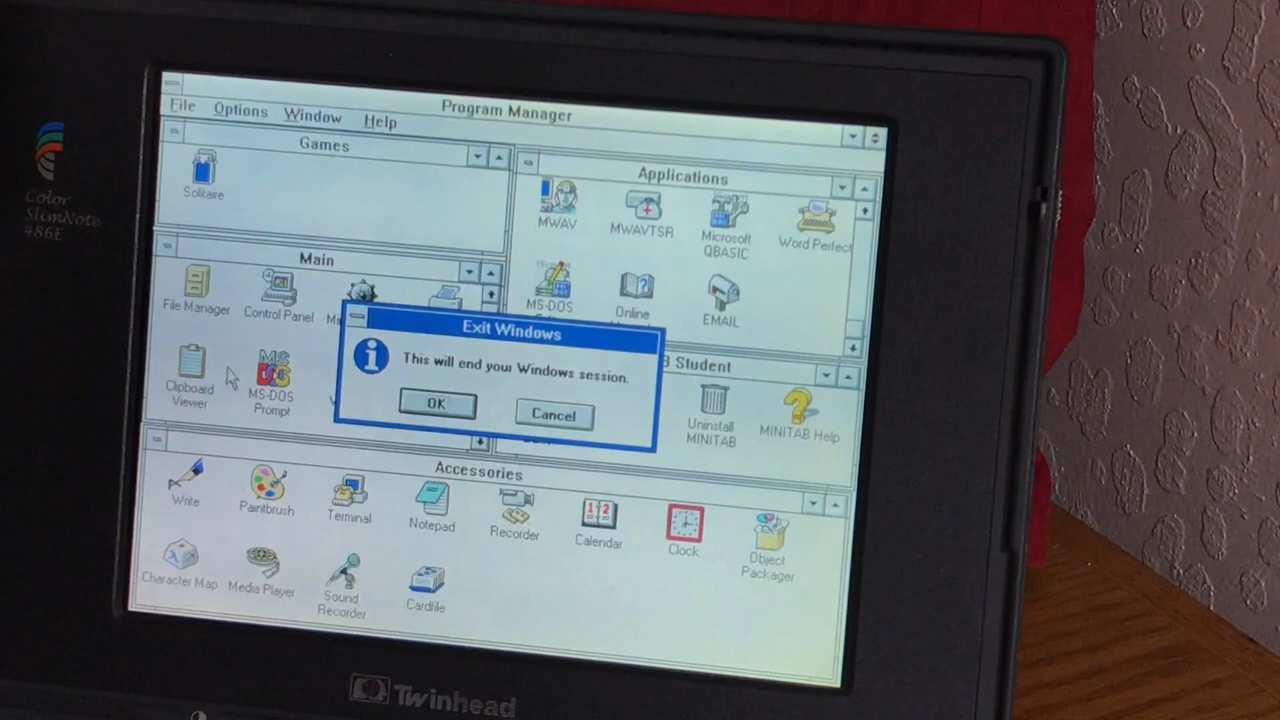 Program Manager
File Options Window Help
Games
Solitaire
Applications
MWAV
MWAVTSR
Microsoft
QBASIC
Word Perfect
MS-DOS
Online
EMAIL
Main
File Manager
Control Panel
Clipboard
Viewer
MS-DOS
Prompt
Exit Windows
This will end your Windows session.
OK
Cancel
Student
Uninstall
MINITAB
MINITAB Help
Accessories
Write
Paintbrush
Terminal
Notepad
Recorder
Calendar
Clock
Object
Packager
Character Map
Media Player
Sound
Recorder
Cardfile
Color
SlimNote
486E
Twinhead